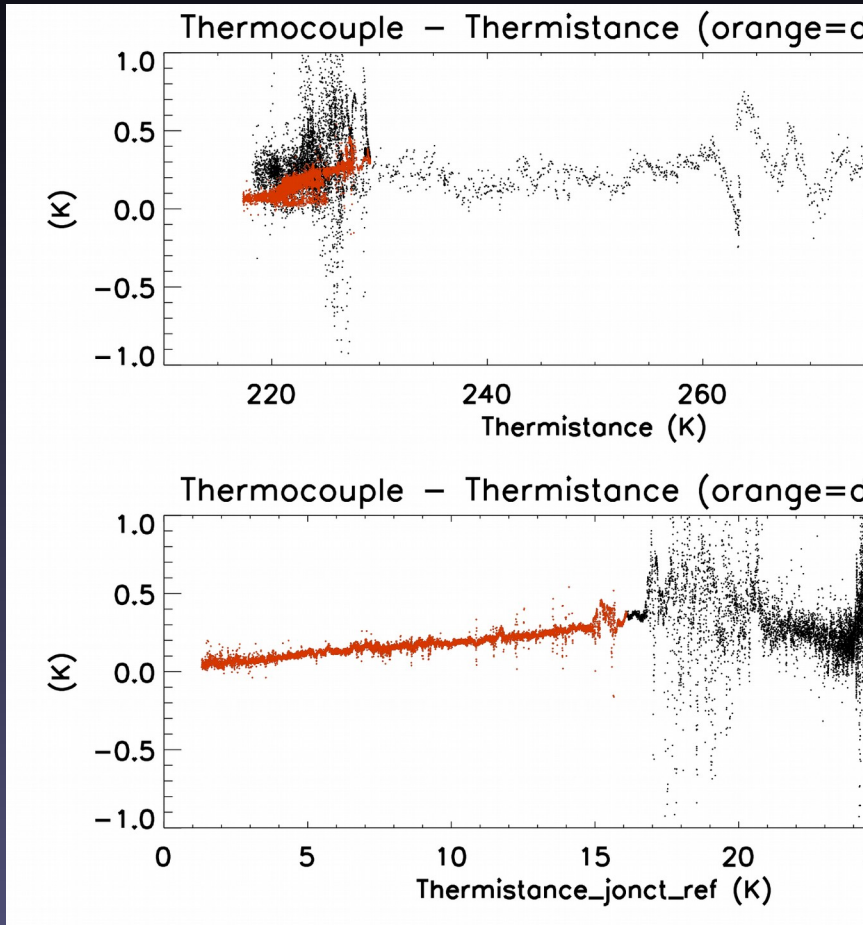 Thermocouple – Thermistance (orange=
1.0
0.5
0.0
−0.5
−1.0
(K)
220 240 260
Thermistance (K)
Thermocouple – Thermistance (orange=
1.0
0.5
0.0
−0.5
−1.0
(K)
0 5 10 15 20
Thermistance_jonct_ref (K)